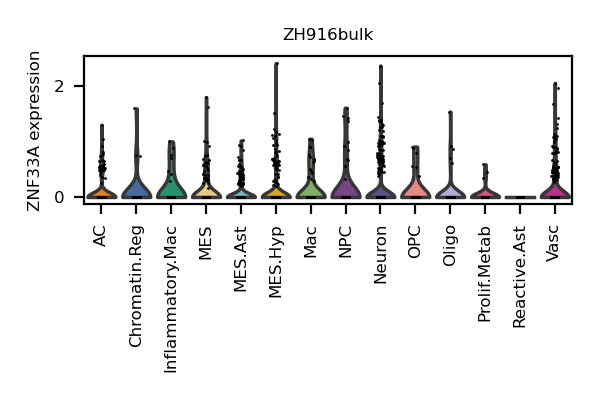 ZH916bulk
ZNF33A expression
2
0
AC
Chromatin.Reg
Inflammatory.Mac
MES
MES.Ast
MES.Hyp
Mac
NPC
Neuron
OPC
Oligo
Prolif.Metab
Reactive.Ast
Vasc